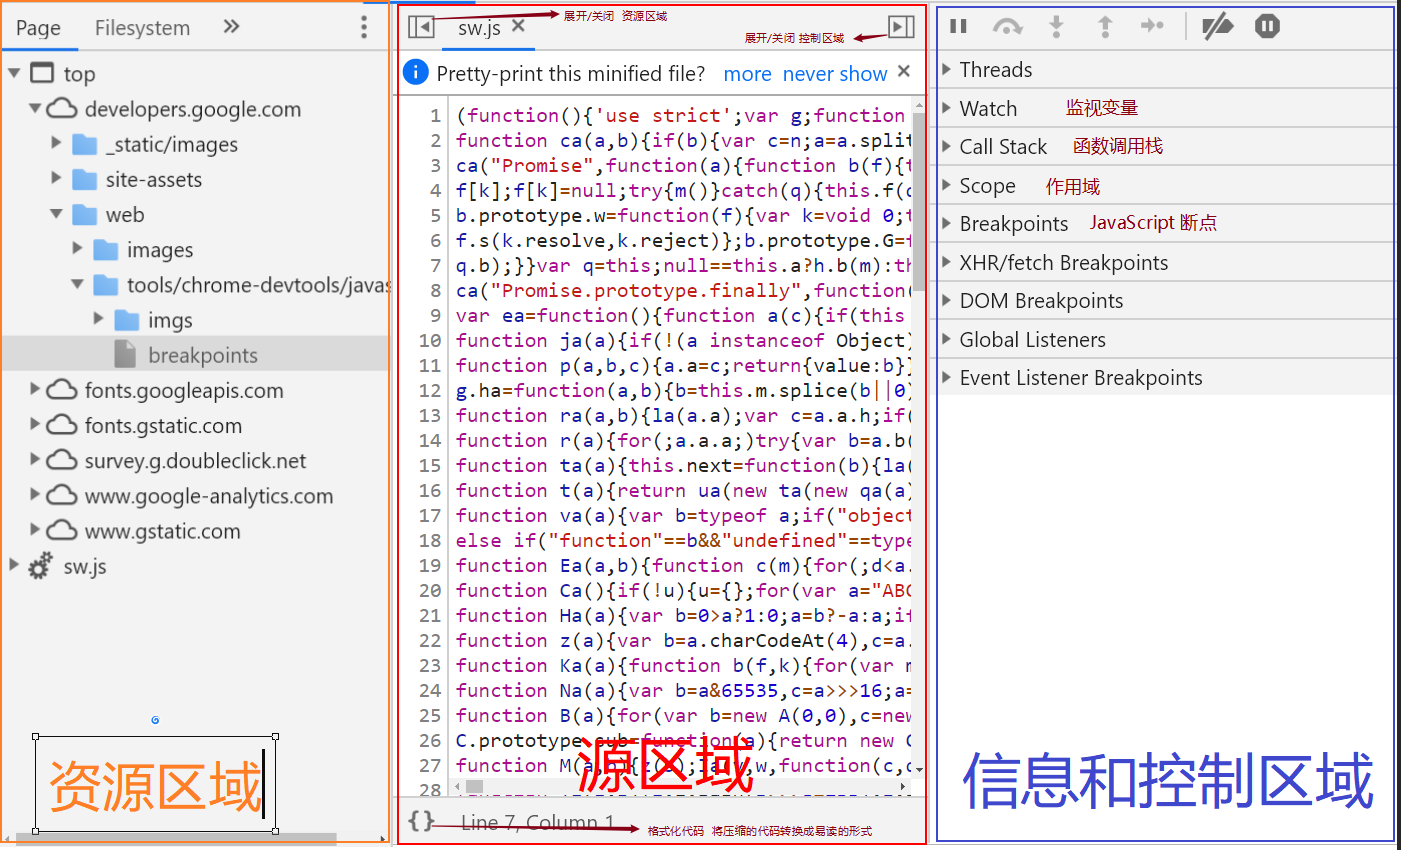 Page
Filesystem
top
developers.google.com
_static/images
site-assets
web
images
tools/chrome-devtools/javas
imgs
breakpoints
fonts.googleapis.com
fonts.gstatic.com
survey.g.doubleclick.net
www.google-analytics.com
www.gstatic.com
sw.js
资源区域
展开/关闭 资源区域
sw.js
展开/关闭 控制区域
Pretty-print this minified file? more never show
1 (function(){'use strict';var g;function
2 function ca(a,b){if(b){var c=n;a=a.split
3 ca("Promise",function(a){function b(f){t
4 f[k];f[k]=null;try{m()}catch(q){this.f(c
5 b.prototype.w=function(f){var k=void 0;t
6 f.s(k.resolve,k.reject)};b.prototype.G=f
7 q.b);}}var q=this;null==this.a?h.b(m):th
8 ca("Promise.prototype.finally",function(
9 var ea=function(){function a(c){if(this
10 function ja(a){if(!(a instanceof Object)
11 function p(a,b,c){a.a=c;return{value:b}}
12 g.ha=function(a,b){b=this.m.splice(b||0)
13 function ra(a,b){la(a.a);var c=a.a.h;if(
14 function r(a){for(;a.a.a;)try{var b=a.b(
15 function ta(a){this.next=function(b){la(
16 function t(a){return ua(new ta(new qa(a)
17 function va(a){var b=typeof a;if("object
18 else if("function"==b&&"undefined"==type
19 function Ea(a,b){function c(m){for(;d<a.
20 function Ca(){if(!u){u={};for(var a="ABC
21 function Ha(a){var b=0>a?1:0;a=b?-a:a;if
22 function z(a){var b=a.charCodeAt(4),c=a.
23 function Ka(a){function b(f,k){for(var m
24 function Na(a){var b=a&65535,c=a>>>16;a=
25 function B(a){for(var b=new A(0,0),c=new
26 C.prototype.sub=function(a){return new C
27 function M(a,b){z(b);la(w,w,function(c,d
28
源区域
{} Line 7, Column 1
格式化代码 将压缩的代码转换成易读的形式
Threads
Watch 监视变量
Call Stack 函数调用栈
Scope 作用域
Breakpoints JavaScript 断点
XHR/fetch Breakpoints
DOM Breakpoints
Global Listeners
Event Listener Breakpoints
信息和控制区域